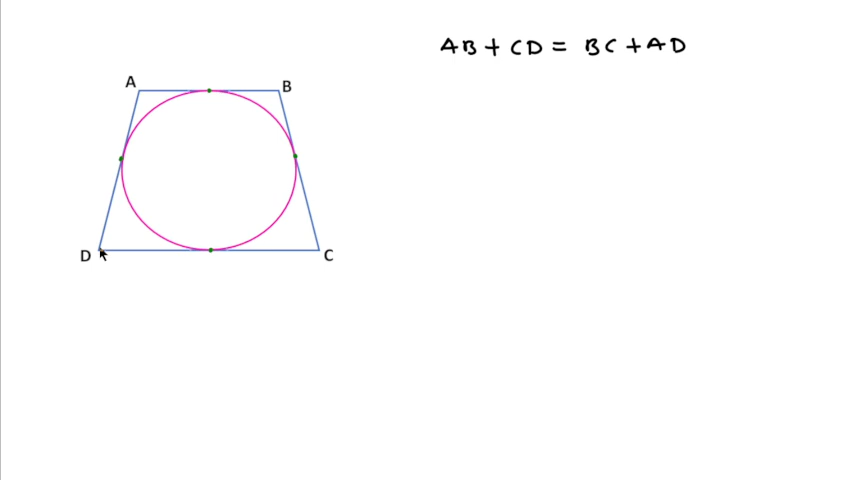 AB + CD = BC + AD
A
B
D
C